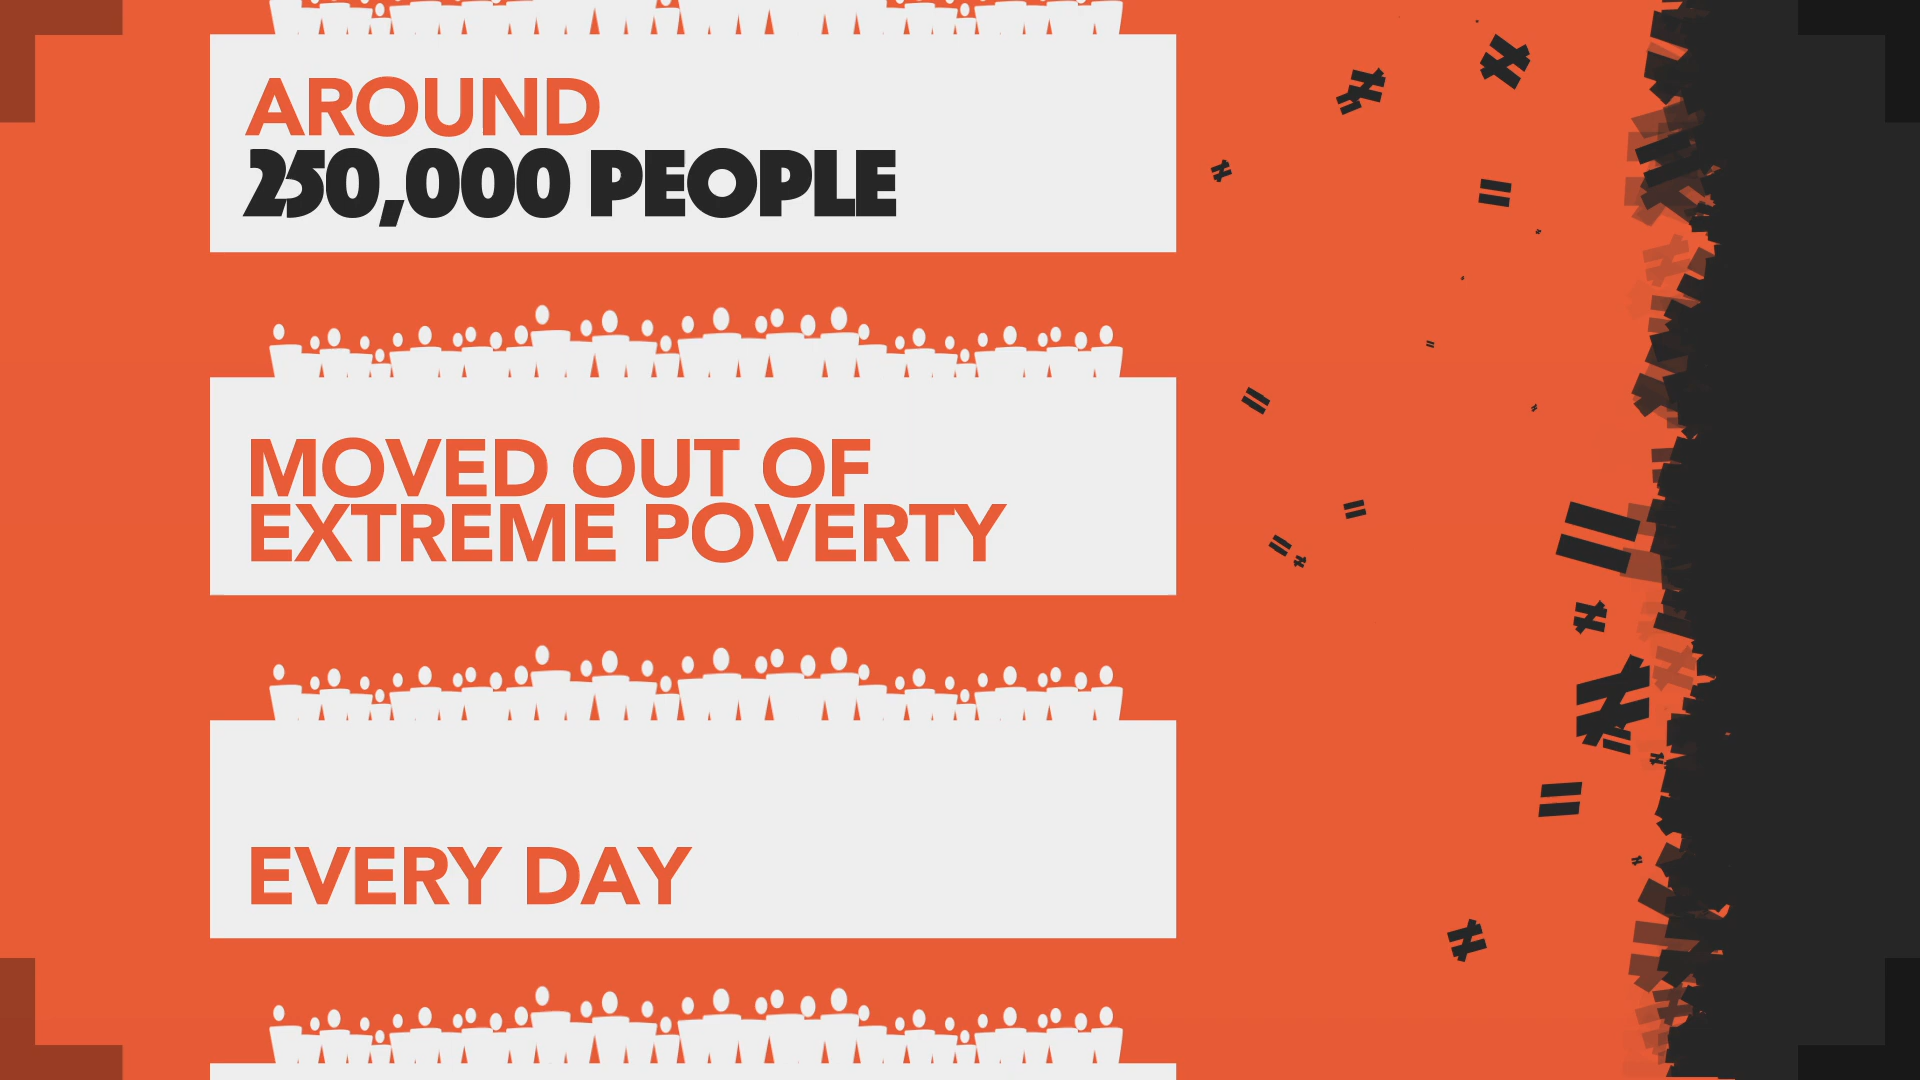 AROUND
250,000 PEOPLE
MOVED OUT OF
EXTREME POVERTY
EVERY DAY